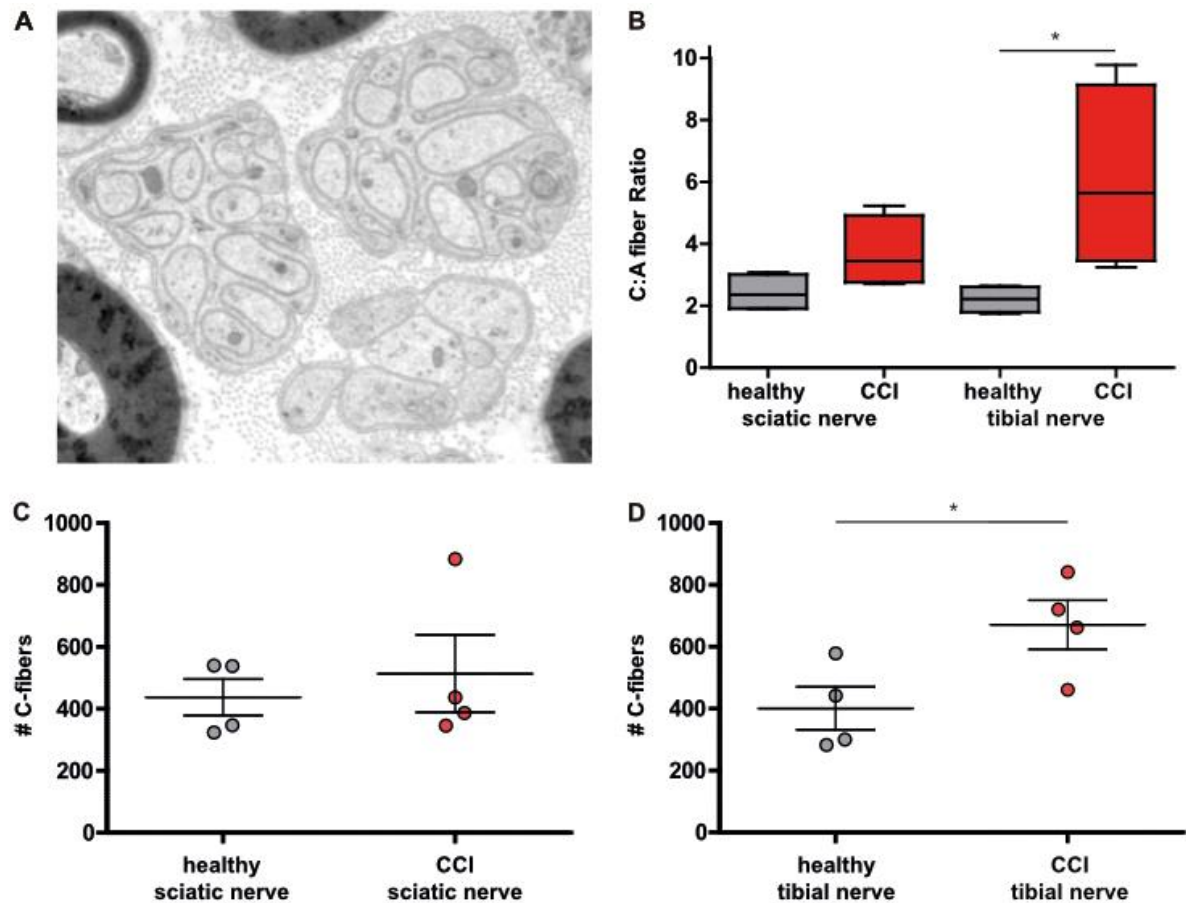 A
B
*
C:A fiber Ratio
10
8
6
4
2
0
healthy CCI healthy CCI
sciatic nerve tibial nerve
C
# C-fibers
1000
800
600
400
200
0
healthy CCI
sciatic nerve sciatic nerve
D
*
# C-fibers
1000
800
600
400
200
0
healthy CCI
tibial nerve tibial nerve